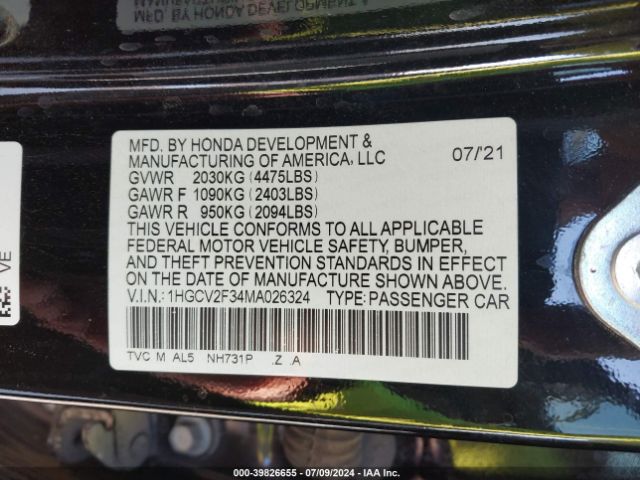 MFD. BY HONDA DEVELOPMENT &
MANUFACTURING OF AMERICA, LLC 07/'21
GVWR 2030KG (4475LBS)
GAWR F 1090KG (2403LBS)
GAWR R 950KG (2094LBS)
THIS VEHICLE CONFORMS TO ALL APPLICABLE
FEDERAL MOTOR VEHICLE SAFETY, BUMPER,
AND THEFT PREVENTION STANDARDS IN EFFECT
ON THE DATE OF MANUFACTURE SHOWN ABOVE.
V.I.N.: 1HGCV2F34MA026324 TYPE: PASSENGER CAR
TVC M AL5 NH731P .Z .A
VE
000-39826655 / 07/09/2024 / IAA Inc.